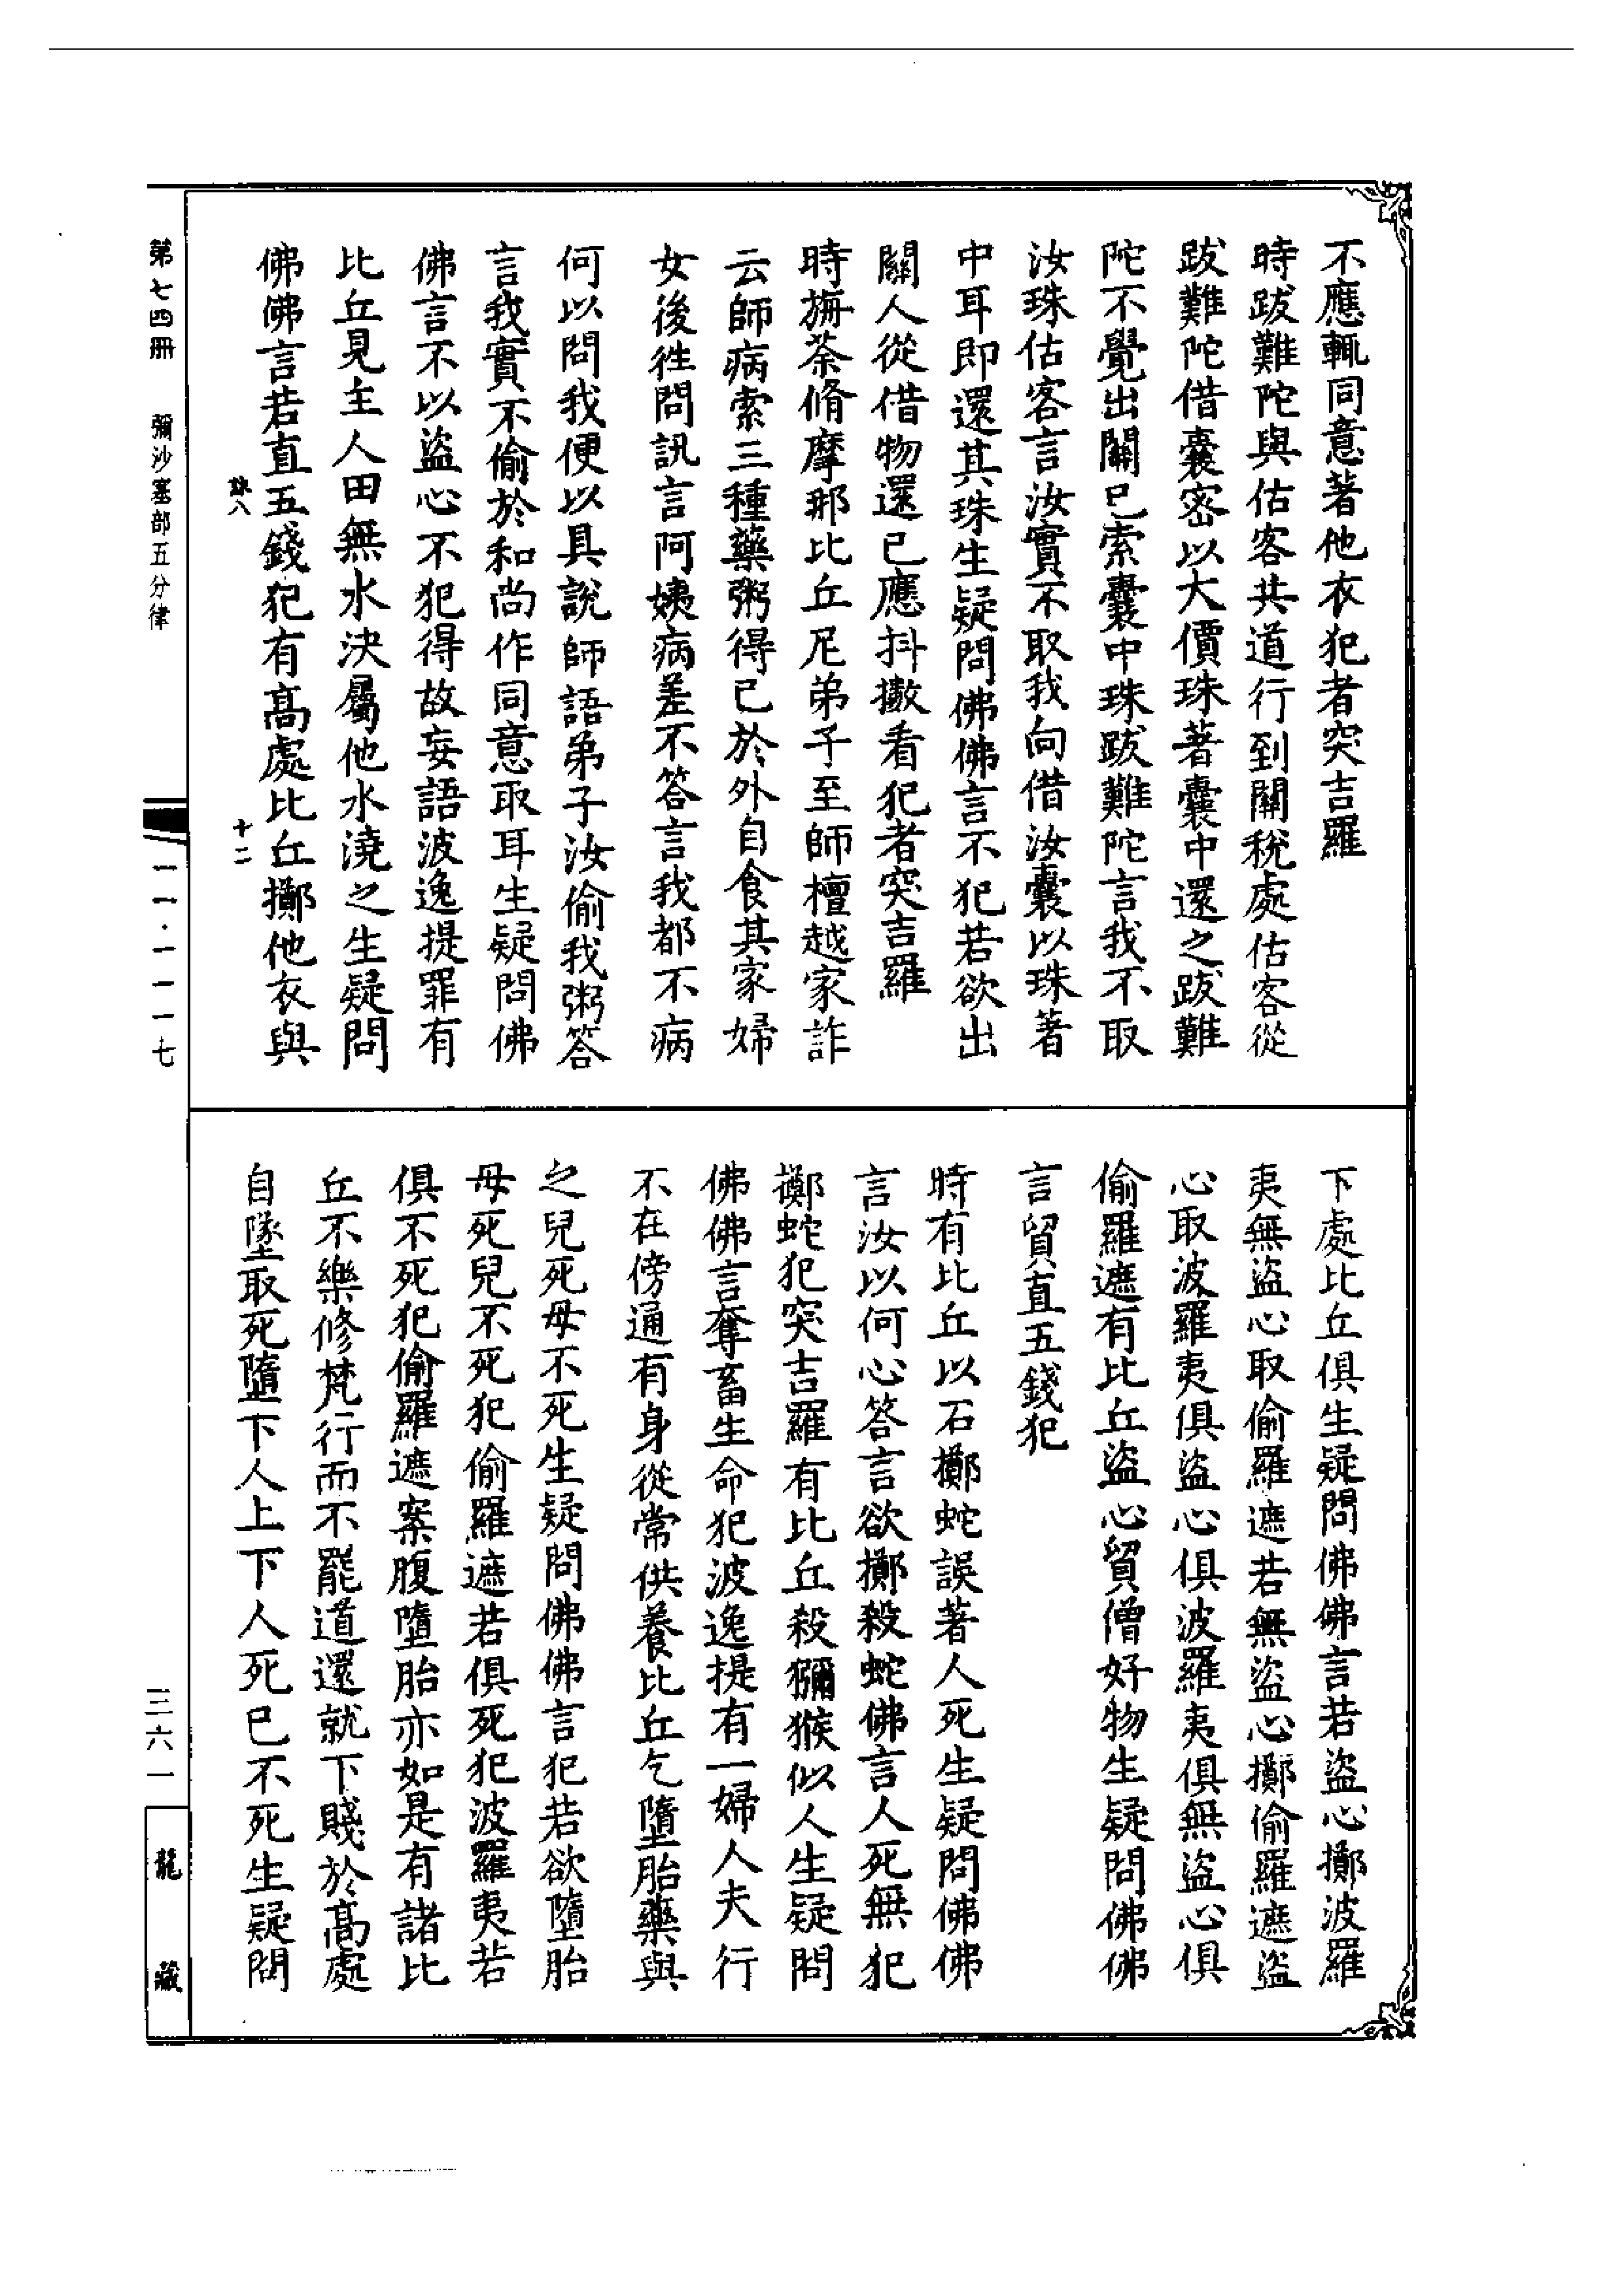 不應輒同意著他衣犯者突吉羅
時跋難陀與估客共道行到關稅處估客從
跋難陀借囊密以大價珠著囊中還之跋難
陀不覺出關已索囊中珠跋難陀言我不取
汝珠估客言汝實不取我向借汝囊以珠著
中耳即還其珠生疑問佛佛言不犯若欲出
關人從借物還已應抖擻看犯者突吉羅
時旃荼脩摩那比丘尼弟子至師檀越家詐
云師病索三種藥粥得已於外自食其家婦
女後徃問訊言阿姨病差不答言我都不病
何以問我便以具說師語弟子汝偷我粥答
言我實不偷於和尚作同意取耳生疑問佛
佛言不以盜心不犯得故妄語波逸提罪有
比丘見主人田無水決屬他水澆之生疑問
佛佛言若直五錢犯有高處比丘擲他衣與
下處比丘俱生疑問佛佛言若盜心擲波羅
夷無盜心取偷羅遮若無盜心擲偷羅遮盜
心取波羅夷俱盜心俱波羅夷俱無盜心俱
偷羅遮有比丘盜心貿僧好物生疑問佛佛
言貿直五錢犯
時有比丘以石擲蛇誤著人死生疑問佛佛
言汝以何心答言欲擲殺蛇佛言人死無犯
擲蛇犯突吉羅有比丘殺獼猴似人生疑問
佛佛言奪畜生命犯波逸提有一婦人夫行
不在傍通有身從常供養比丘乞墮胎藥與
之兒死母不死生疑問佛佛言犯若欲墮胎
母死兒不死犯偷羅遮若俱死犯波羅夷若
俱不死犯偷羅遮案腹墮胎亦如是有諸比
丘不樂修梵行而不罷道還就下賤於高處
自墜取死墮下人上下人死已不死生疑問
第七四冊 彌沙塞部五分律
十二
一一·一一一七
三六一
龍藏